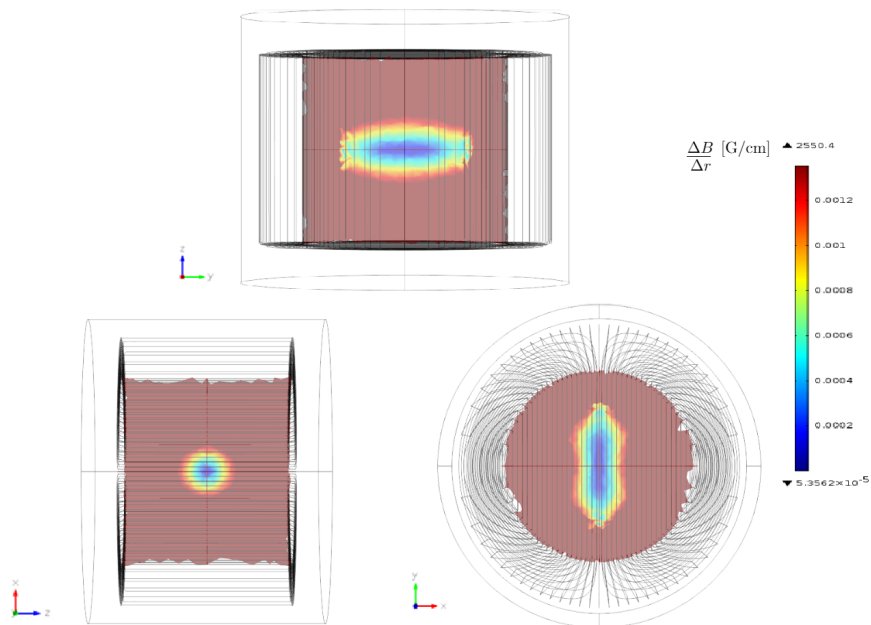 ΔB/Δr [G/cm]
▲ 2550.4
0.0012
0.001
0.0008
0.0006
0.0004
0.0002
▼ 5.3562×10⁻⁵
z
y
x
z
y
x